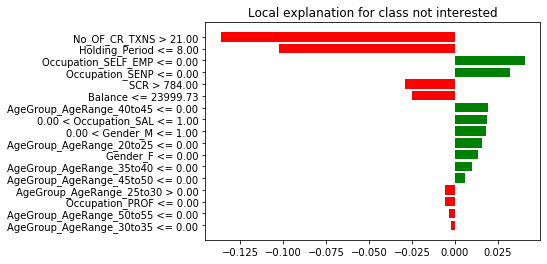 Local explanation for class not interested
No_OF_CR_TXNS > 21.00
Holding_Period <= 8.00
Occupation_SELF_EMP <= 0.00
Occupation_SENP <= 0.00
SCR > 784.00
Balance <= 23999.73
AgeGroup_AgeRange_40to45 <= 0.00
0.00 < Occupation_SAL <= 1.00
0.00 < Gender_M <= 1.00
AgeGroup_AgeRange_20to25 <= 0.00
Gender_F <= 0.00
AgeGroup_AgeRange_35to40 <= 0.00
AgeGroup_AgeRange_45to50 <= 0.00
AgeGroup_AgeRange_25to30 > 0.00
Occupation_PROF <= 0.00
AgeGroup_AgeRange_50to55 <= 0.00
AgeGroup_AgeRange_30to35 <= 0.00
−0.125 −0.100 −0.075 −0.050 −0.025 0.000 0.025